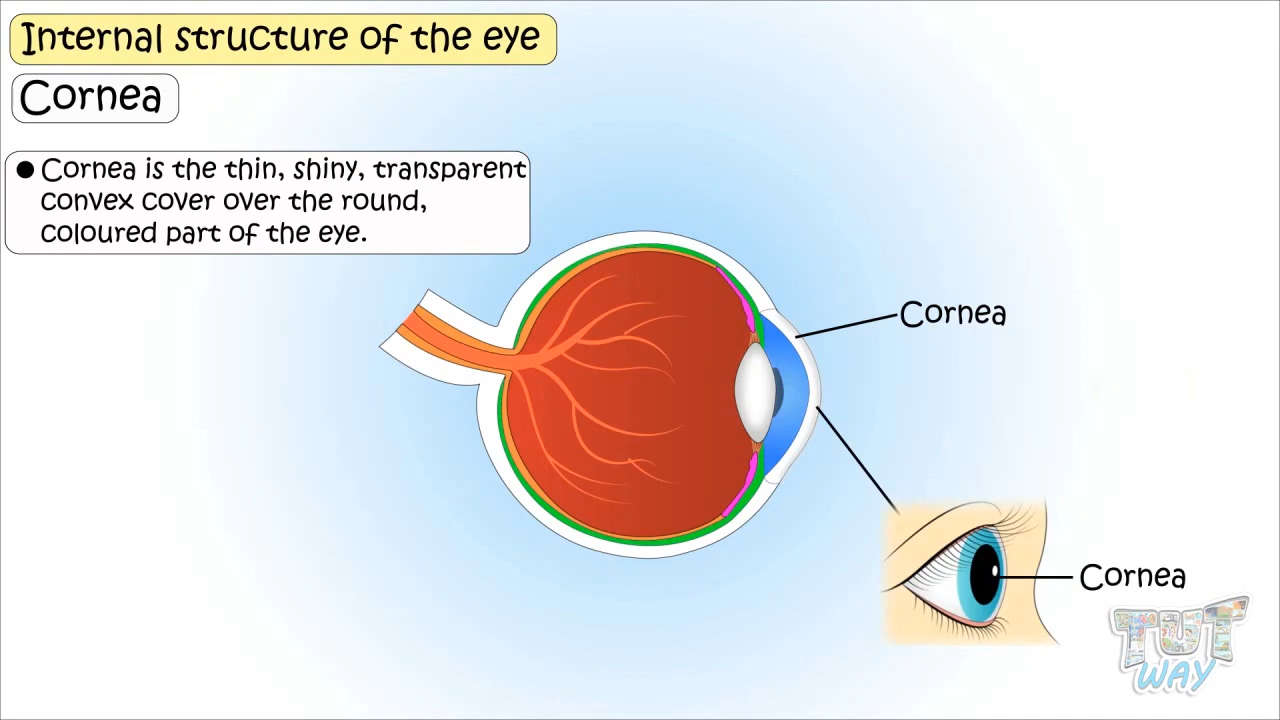 Internal structure of the eye
Cornea
● Cornea is the thin, shiny, transparent
convex cover over the round,
coloured part of the eye.
Cornea
Cornea
TUT
WAY